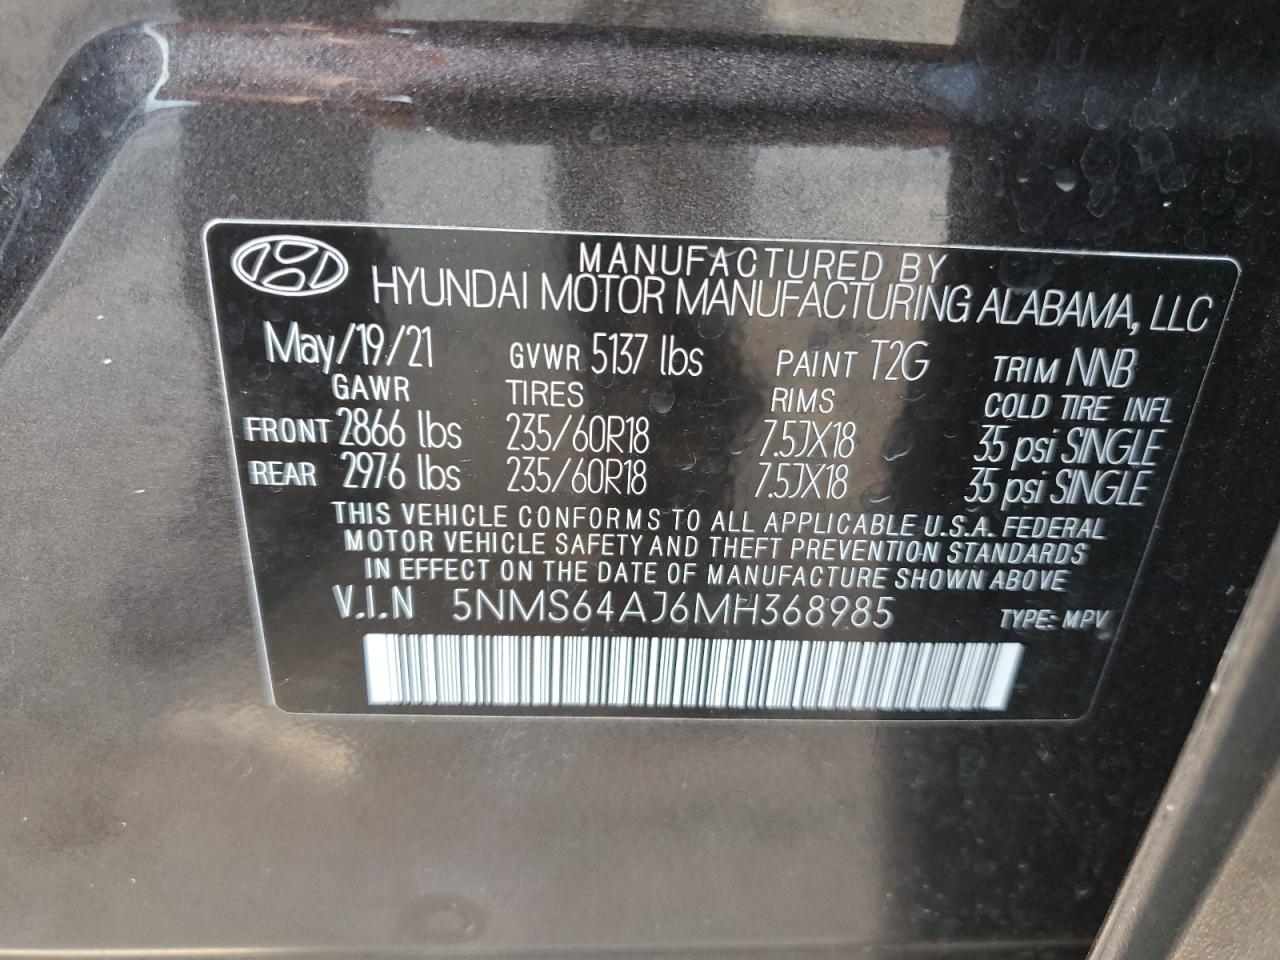 MANUFACTURED BY
HYUNDAI MOTOR MANUFACTURING ALABAMA, LLC
May/19/21 GVWR 5137 lbs PAINT T2G TRIM NNB
GAWR TIRES RIMS COLD TIRE INFL
FRONT 2866 lbs 235/60R18 7.5JX18 35 psi SINGLE
REAR 2976 lbs 235/60R18 7.5JX18 35 psi SINGLE
THIS VEHICLE CONFORMS TO ALL APPLICABLE U.S.A. FEDERAL
MOTOR VEHICLE SAFETY AND THEFT PREVENTION STANDARDS
IN EFFECT ON THE DATE OF MANUFACTURE SHOWN ABOVE
V.I.N 5NMS64AJ6MH368985 TYPE: MPV